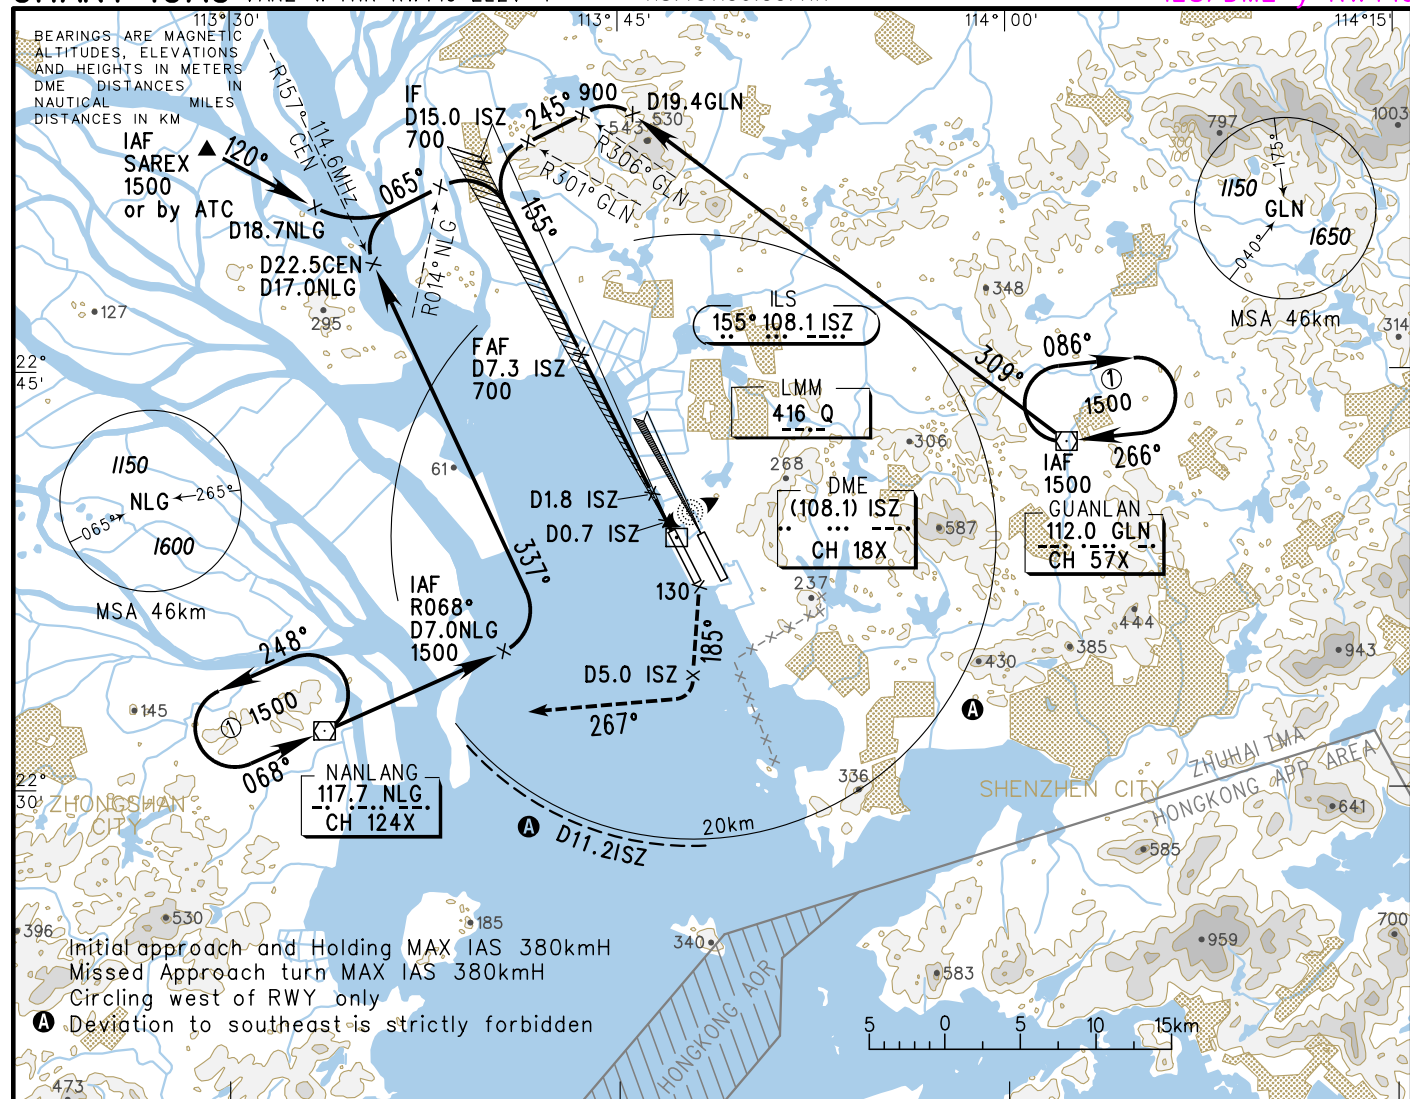 113°30'
113°45'
114°00'
114°15'
BEARINGS ARE MAGNETIC
ALTITUDES, ELEVATIONS
AND HEIGHTS IN METERS
DME DISTANCES IN
NAUTICAL MILES
DISTANCES IN KM
IAF
SAREX
1500
or by ATC
120°
D18.7NLG
R157° CEN
114.6MHZ
065°
D22.5CEN
D17.0NLG
R014° NLG
IF
D15.0 ISZ
700
245°
900
D19.4GLN
530
543
R306° GLN
R301° GLN
155°
797
1003
500
300
175°
1150
GLN
1650
040°
MSA 46km
127
295
348
314
ILS
155° 108.1 ISZ
FAF
D7.3 ISZ
700
22°
45'
LMM
416 Q
309°
086°
1
1500
266°
IAF
1500
306
268
61
1150
NLG
265°
065°
1600
MSA 46km
D1.8 ISZ
D0.7 ISZ
DME
(108.1) ISZ
CH 18X
587
GUANLAN
112.0 GLN
CH 57X
337°
IAF
R068°
D7.0NLG
1500
130
237
444
385
430
943
185°
D5.0 ISZ
267°
248°
1 1500
068°
145
A
NANLANG
117.7 NLG
CH 124X
22°
30'
ZHONGSHAN
CITY
336
SHENZHEN CITY
ZHUHAI TMA
HONGKONG APP AREA
641
585
A
D11.2ISZ
20km
530
396
185
340
583
959
700
Initial approach and Holding MAX IAS 380kmH
Missed Approach turn MAX IAS 380kmH
Circling west of RWY only
A Deviation to southeast is strictly forbidden
HONGKONG AOR
5 0 5 10 15km
473